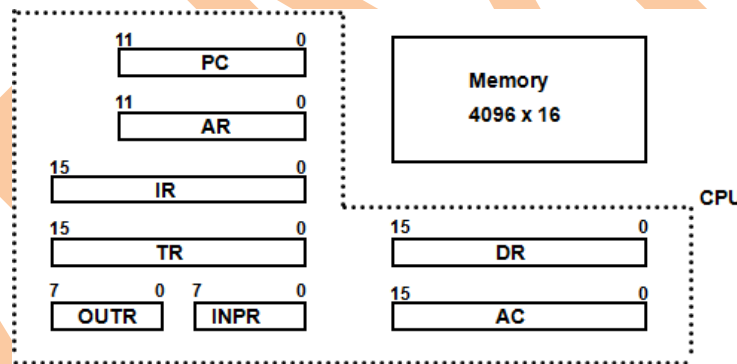 11 0
PC
11 0
AR
15 0
IR
15 0
TR
7 0 7 0
OUTR INPR
Memory
4096 x 16
CPU
15 0
DR
15 0
AC